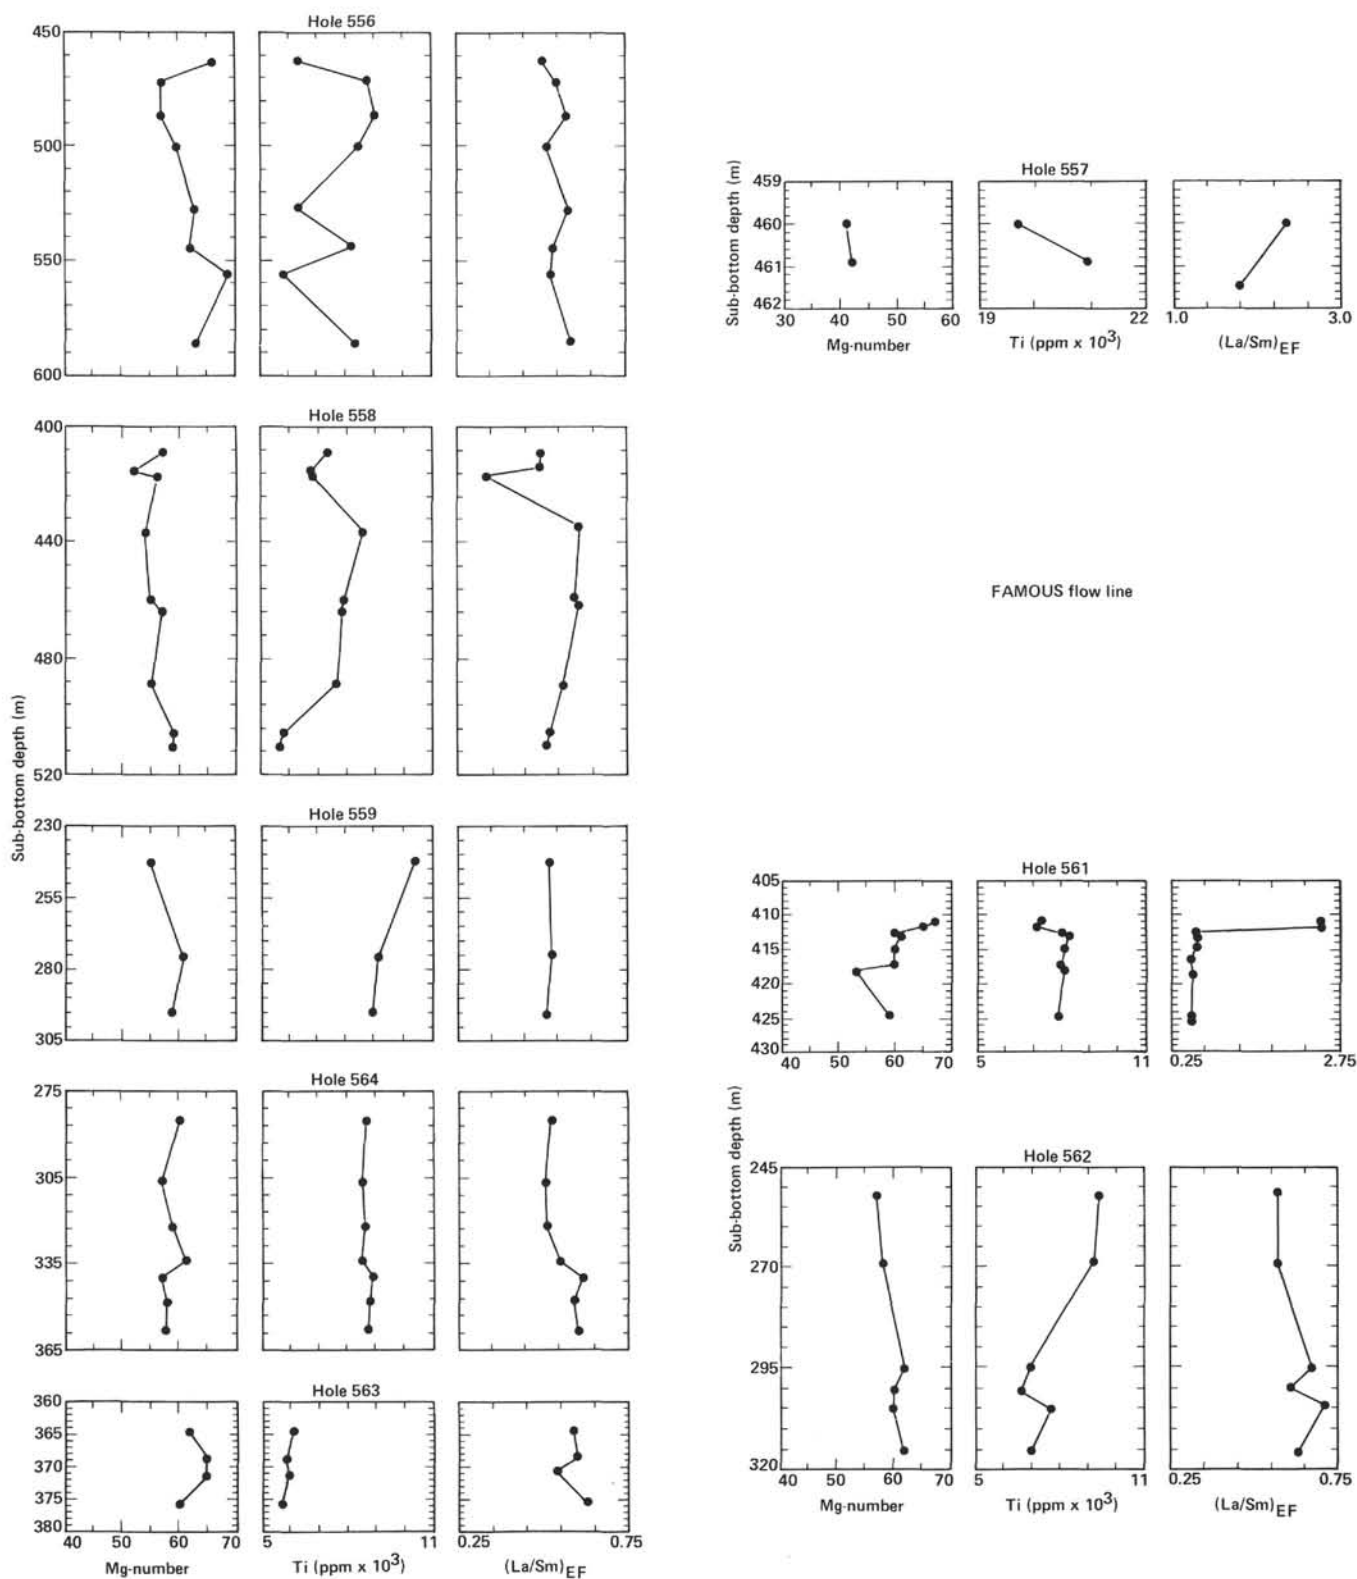 Hole 556
450
500
550
600
Hole 558
400
440
480
520
Sub-bottom depth (m)
Hole 559
230
255
280
305
Hole 564
275
305
335
365
Hole 563
360
365
370
375
380
40 50 60 70
5 11
0.25 0.75
Mg-number
Ti (ppm x 10³)
(La/Sm)EF
Hole 557
Sub-bottom depth (m)
459
460
461
462
30 40 50 60
19 22
1.0 3.0
Mg-number
Ti (ppm x 10³)
(La/Sm)EF
FAMOUS flow line
Hole 561
405
410
415
420
425
430
40 50 60 70
5 11
0.25 2.75
Sub-bottom depth (m)
Hole 562
245
270
295
320
40 50 60 70
5 11
0.25 0.75
Mg-number
Ti (ppm x 10³)
(La/Sm)EF